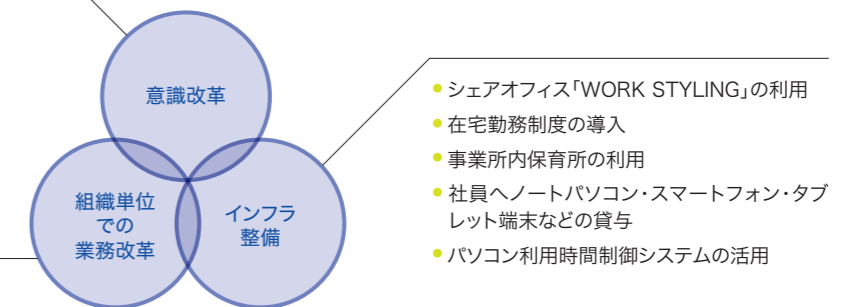 意識改革
組織単位
での
業務改革
インフラ
整備
• シェアオフィス「WORK STYLING」の利用
• 在宅勤務制度の導入
• 事業所内保育所の利用
• 社員へノートパソコン・スマートフォン・タブ
レット端末などの貸与
• パソコン利用時間制御システムの活用